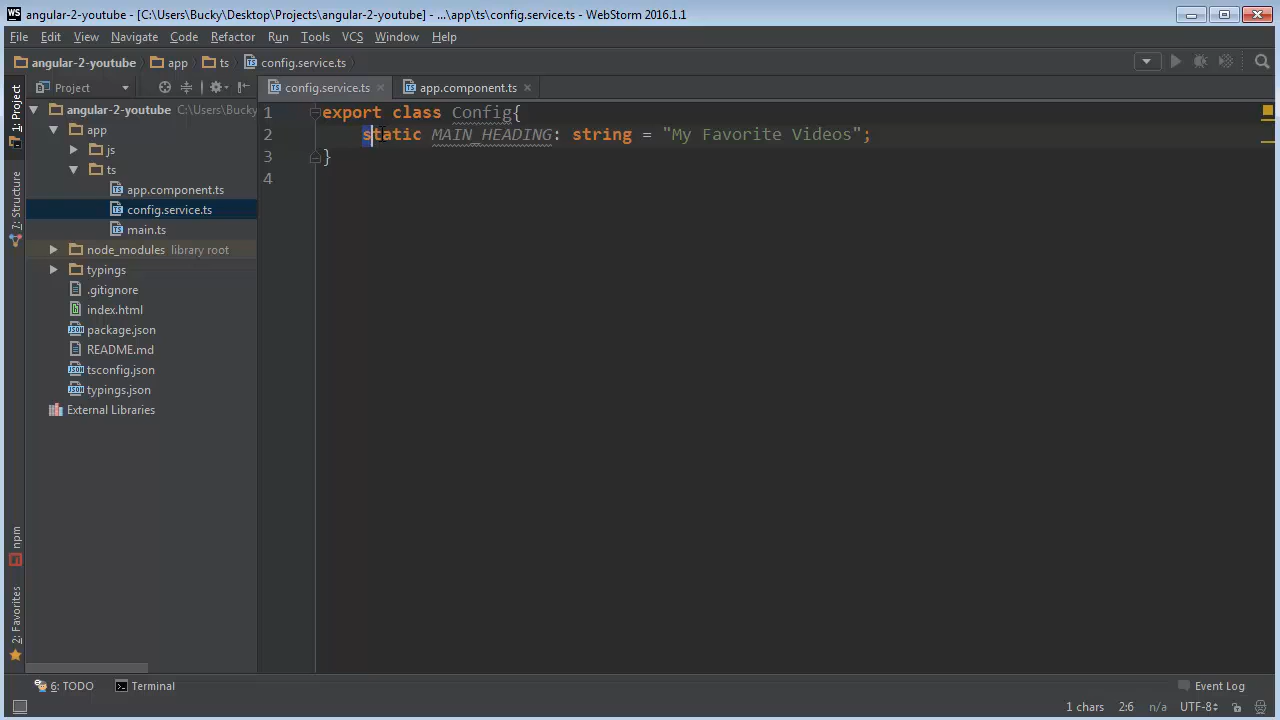 WS angular-2-youtube - [C:\Users\Bucky\Desktop\Projects\angular-2-youtube] - ...\app\ts\config.service.ts - WebStorm 2016.1.1
File Edit View Navigate Code Refactor Run Tools VCS Window Help
angular-2-youtube app ts config.service.ts
1: Project
Project
config.service.ts
app.component.ts
angular-2-youtube C:\Users\Bucky
app
js
ts
app.component.ts
config.service.ts
main.ts
node_modules library root
typings
.gitignore
index.html
package.json
README.md
tsconfig.json
typings.json
External Libraries
7: Structure
npm
2: Favorites
1 export class Config{
2 static MAIN_HEADING: string = "My Favorite Videos";
3 }
4
6: TODO Terminal Event Log
1 chars 2:6 n/a UTF-8